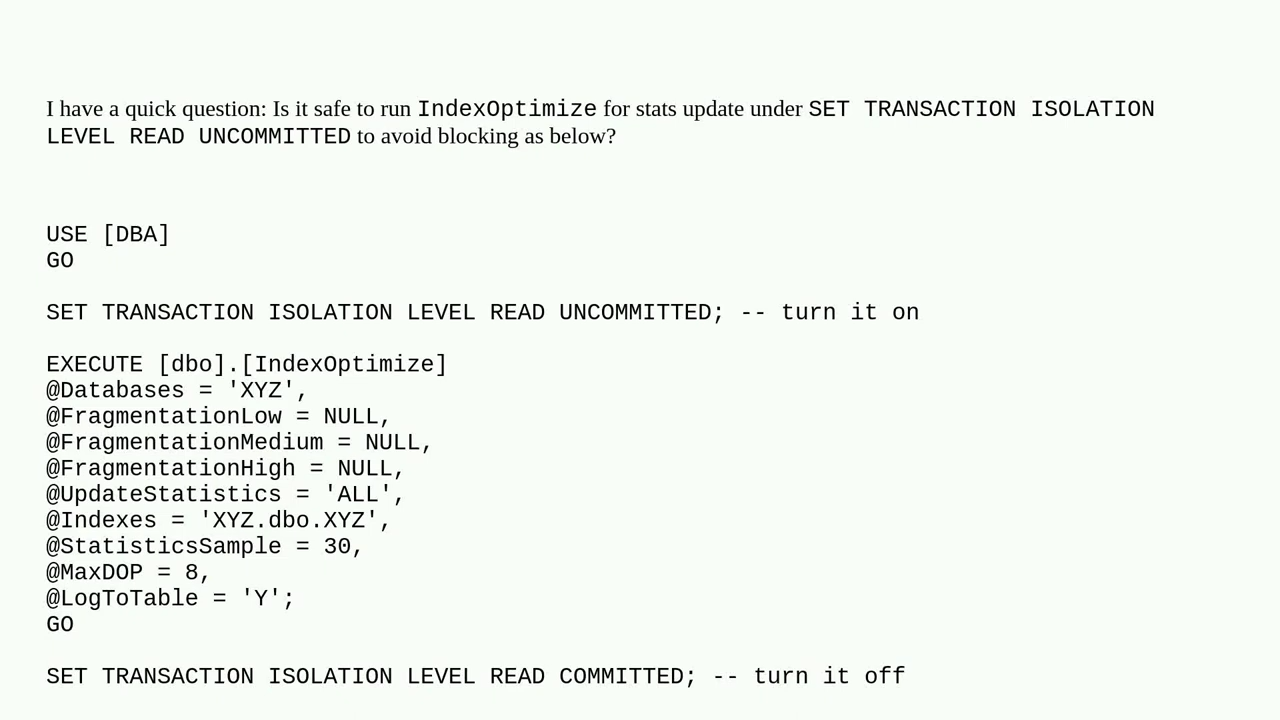 I have a quick question: Is it safe to run IndexOptimize for stats update under SET TRANSACTION ISOLATION
LEVEL READ UNCOMMITTED to avoid blocking as below?
USE [DBA]
GO
SET TRANSACTION ISOLATION LEVEL READ UNCOMMITTED; -- turn it on
EXECUTE [dbo].[IndexOptimize]
@Databases = 'XYZ',
@FragmentationLow = NULL,
@FragmentationMedium = NULL,
@FragmentationHigh = NULL,
@UpdateStatistics = 'ALL',
@Indexes = 'XYZ.dbo.XYZ',
@StatisticsSample = 30,
@MaxDOP = 8,
@LogToTable = 'Y';
GO
SET TRANSACTION ISOLATION LEVEL READ COMMITTED; -- turn it off